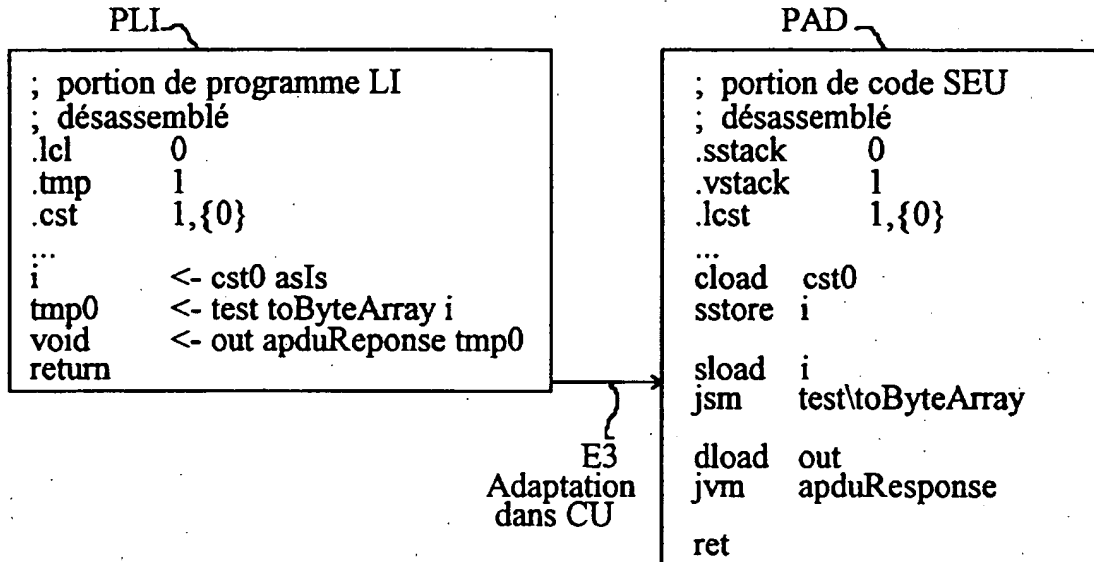 PLI
; portion de programme LI
; désassemblé
.lcl 0
.tmp 1
.cst 1,{0}
...
i <- cst0 asIs
tmp0 <- test toByteArray i
void <- out apduReponse tmp0
return
E3
Adaptation
dans CU
PAD
; portion de code SEU
; désassemblé
.sstack 0
.vstack 1
.lcst 1,{0}
...
cload cst0
sstore i
sload i
jsm test\toByteArray
dload out
jvm apduResponse
ret